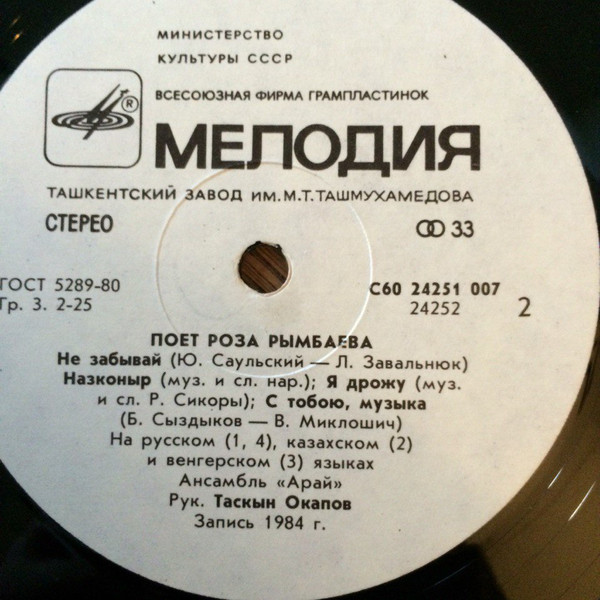 МИНИСТЕРСТВО
КУЛЬТУРЫ СССР
ВСЕСОЮЗНАЯ ФИРМА ГРАМПЛАСТИНОК
®
МЕЛОДИЯ
ТАШКЕНТСКИЙ ЗАВОД ИМ.М.Т.ТАШМУХАМЕДОВА
СТЕРЕО
33
ГОСТ 5289-80
Гр. 3. 2-25
С60 24251 007
24252
2
ПОЕТ РОЗА РЫМБАЕВА
Не забывай (Ю. Саульский — Л. Завальнюк)
Назконыр (муз. и сл. нар.); Я дрожу (муз.
и сл. Р. Сикоры); С тобою, музыка
(Б. Сыздыков — В. Миклошич)
На русском (1, 4), казахском (2)
и венгерском (3) языках
Ансамбль «Арай»
Рук. Таскын Окапов
Запись 1984 г.